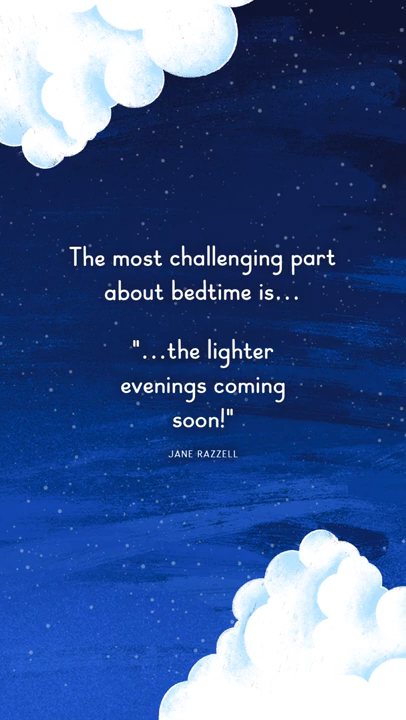 The most challenging part
about bedtime is...
"...the lighter
evenings coming
soon!"
JANE RAZZELL